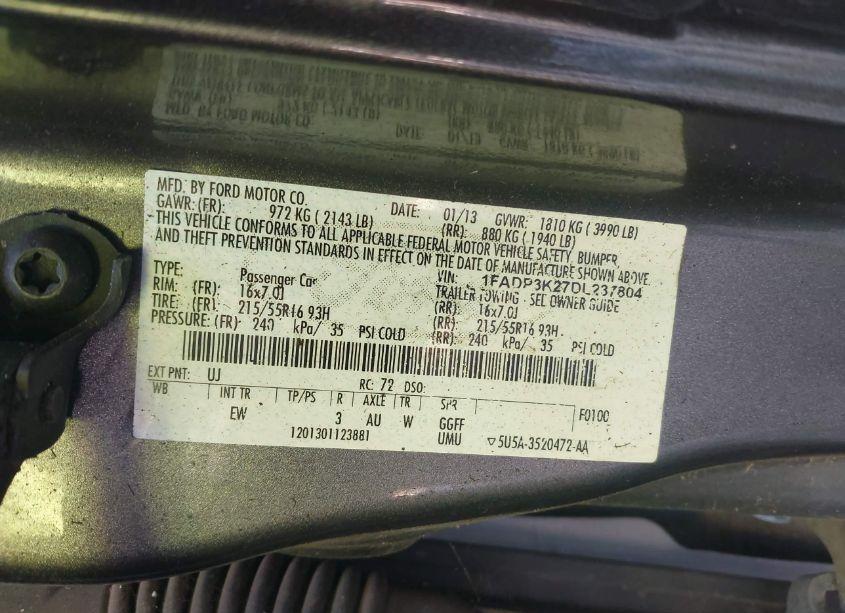 MFD. BY FORD MOTOR CO. DATE: 01/13 GVWR: 1810 KG ( 3990 LB)
GAWR: (FR): 972 KG ( 2143 LB) (RR): 880 KG ( 1940 LB)
THIS VEHICLE CONFORMS TO ALL APPLICABLE FEDERAL MOTOR VEHICLE SAFETY, BUMPER,
AND THEFT PREVENTION STANDARDS IN EFFECT ON THE DATE OF MANUFACTURE SHOWN ABOVE.
VIN: 1FADP3K27DL237804
TYPE: Passenger Car TRAILER TOWING - SEE OWNER GUIDE
RIM: (FR): 16x7.0J (RR): 16x7.0J
TIRE: (FR): 215/55R16 93H (RR): 215/55R16 93H
PRESSURE: (FR): 240 kPa/ 35 PSI COLD (RR): 240 kPa/ 35 PSI COLD
EXT PNT: UJ RC: 72 DSO: F0100
WB INT TR TP/PS R AXLE TR SPR
EW 3 AU W GGFF
1201301123881 UMU ▽5U5A-3520472-AA